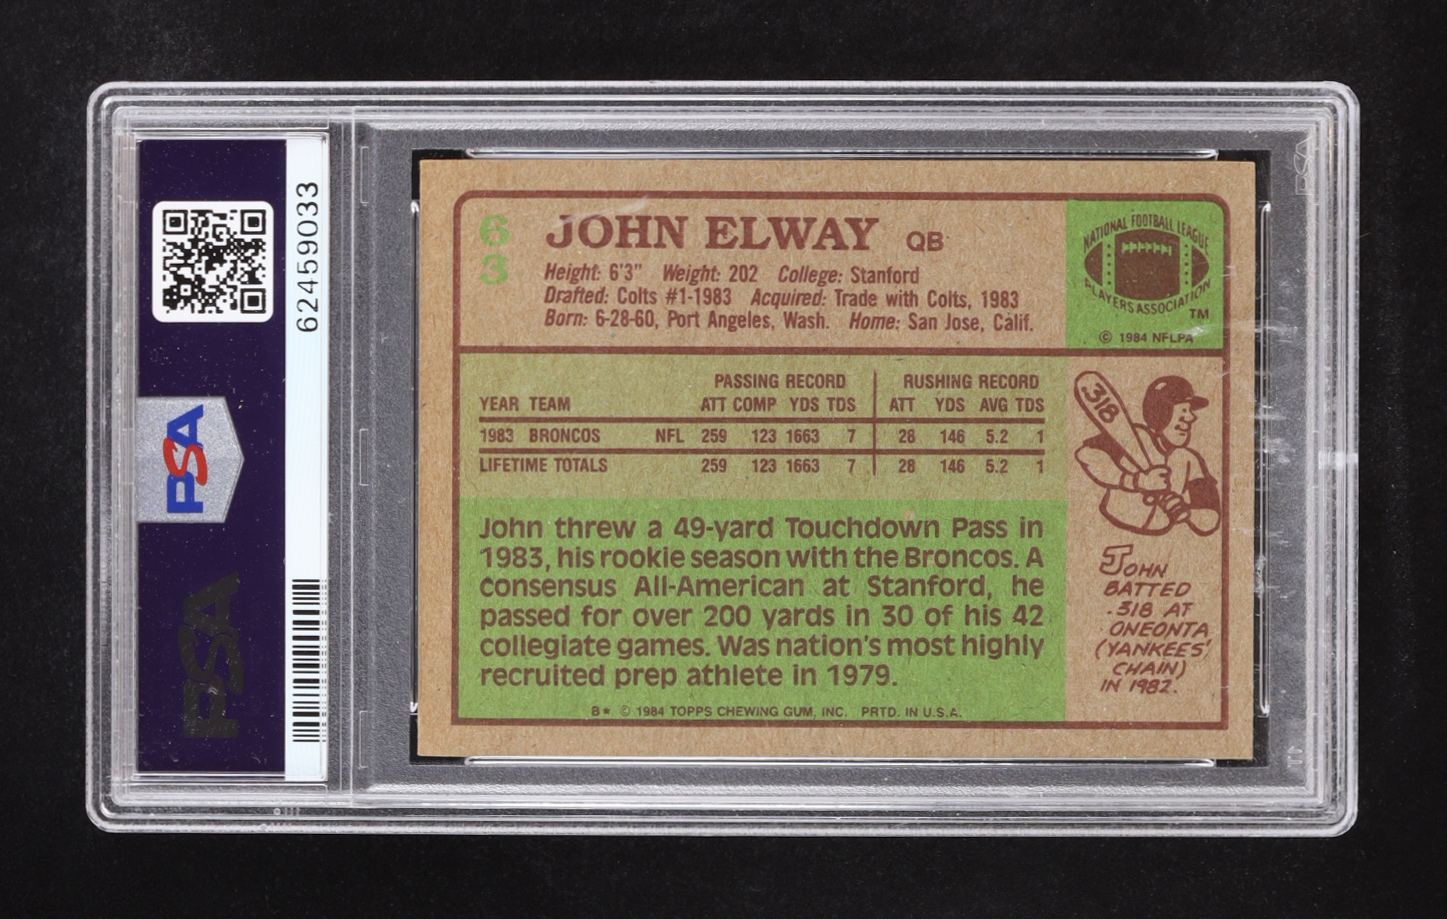 PSA
62459033
PSA
PSA
6
3
JOHN ELWAY QB
Height: 6'3" Weight: 202 College: Stanford
Drafted: Colts #1-1983 Acquired: Trade with Colts, 1983
Born: 6-28-60, Port Angeles, Wash. Home: San Jose, Calif.
NATIONAL FOOTBALL LEAGUE
PLAYERS ASSOCIATION
TM
© 1984 NFLPA
PASSING RECORD RUSHING RECORD
YEAR TEAM ATT COMP YDS TDS ATT YDS AVG TDS
1983 BRONCOS NFL 259 123 1663 7 28 146 5.2 1
LIFETIME TOTALS 259 123 1663 7 28 146 5.2 1
John threw a 49-yard Touchdown Pass in
1983, his rookie season with the Broncos. A
consensus All-American at Stanford, he
passed for over 200 yards in 30 of his 42
collegiate games. Was nation's most highly
recruited prep athlete in 1979.
B* © 1984 TOPPS CHEWING GUM, INC. PRTD. IN U.S.A.
318
JOHN
BATTED
.318 AT
ONEONTA
(YANKEES'
CHAIN)
IN 1982.